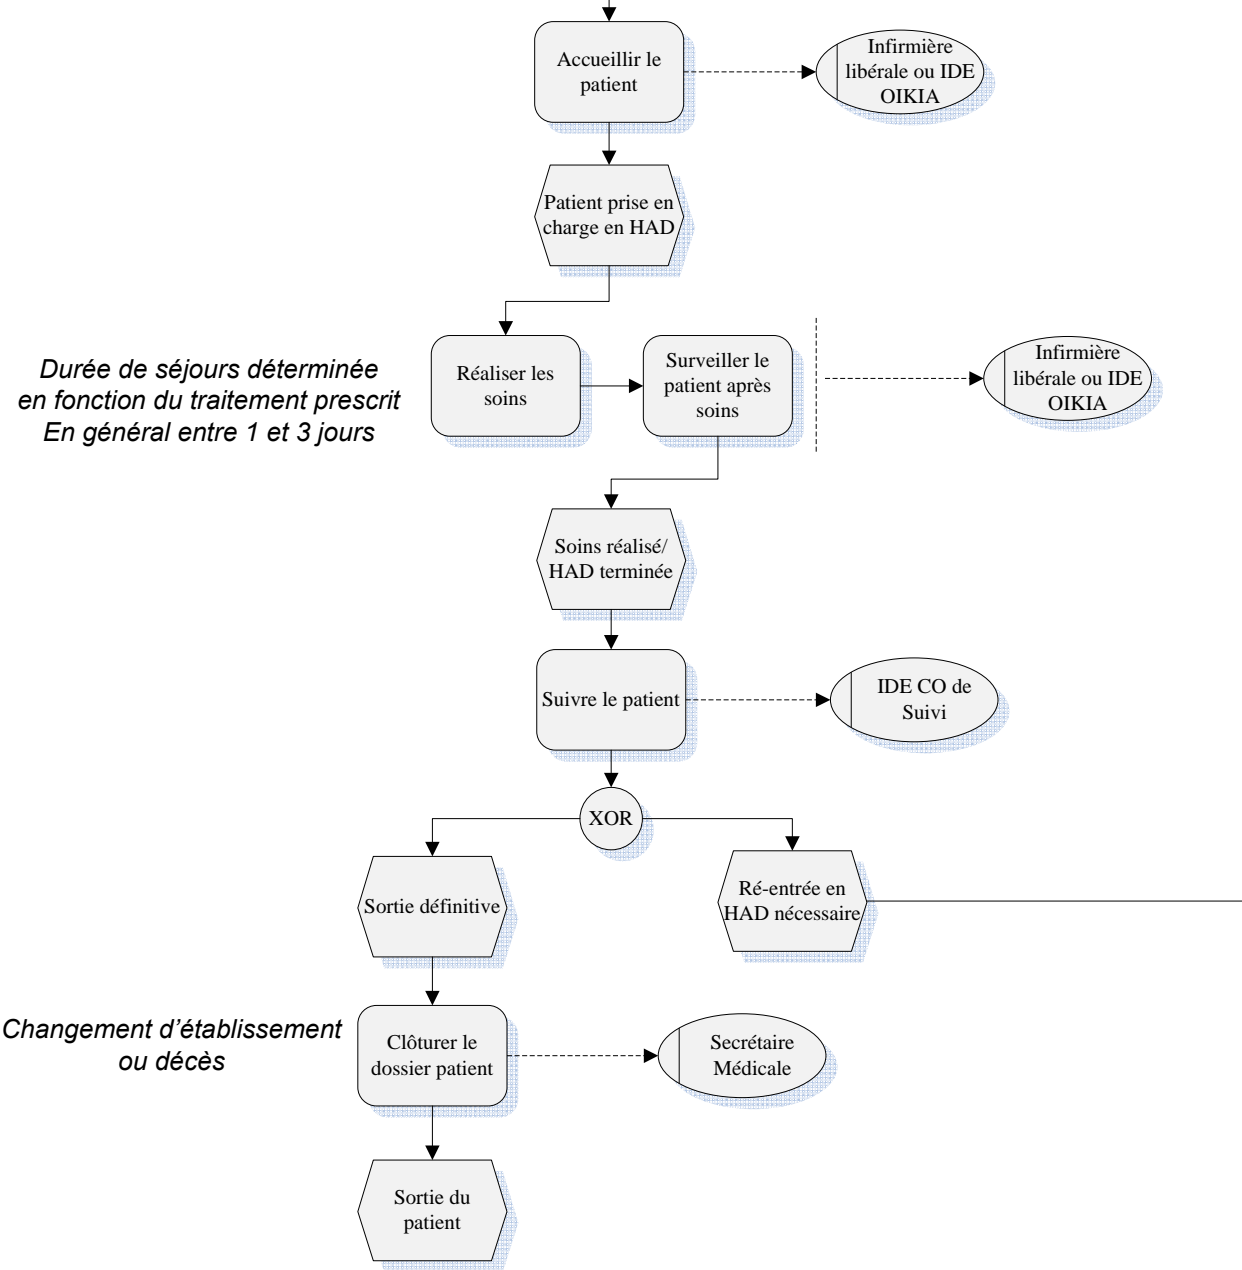 Accueillir le
patient
Infirmière
libérale ou IDE
OIKIA
Patient prise en
charge en HAD
Durée de séjours déterminée
en fonction du traitement prescrit
En général entre 1 et 3 jours
Réaliser les
soins
Surveiller le
patient après
soins
Infirmière
libérale ou IDE
OIKIA
Soins réalisé/
HAD terminée
Suivre le patient
IDE CO de
Suivi
XOR
Sortie définitive
Ré-entrée en
HAD nécessaire
Changement d’établissement
ou décès
Clôturer le
dossier patient
Secrétaire
Médicale
Sortie du
patient